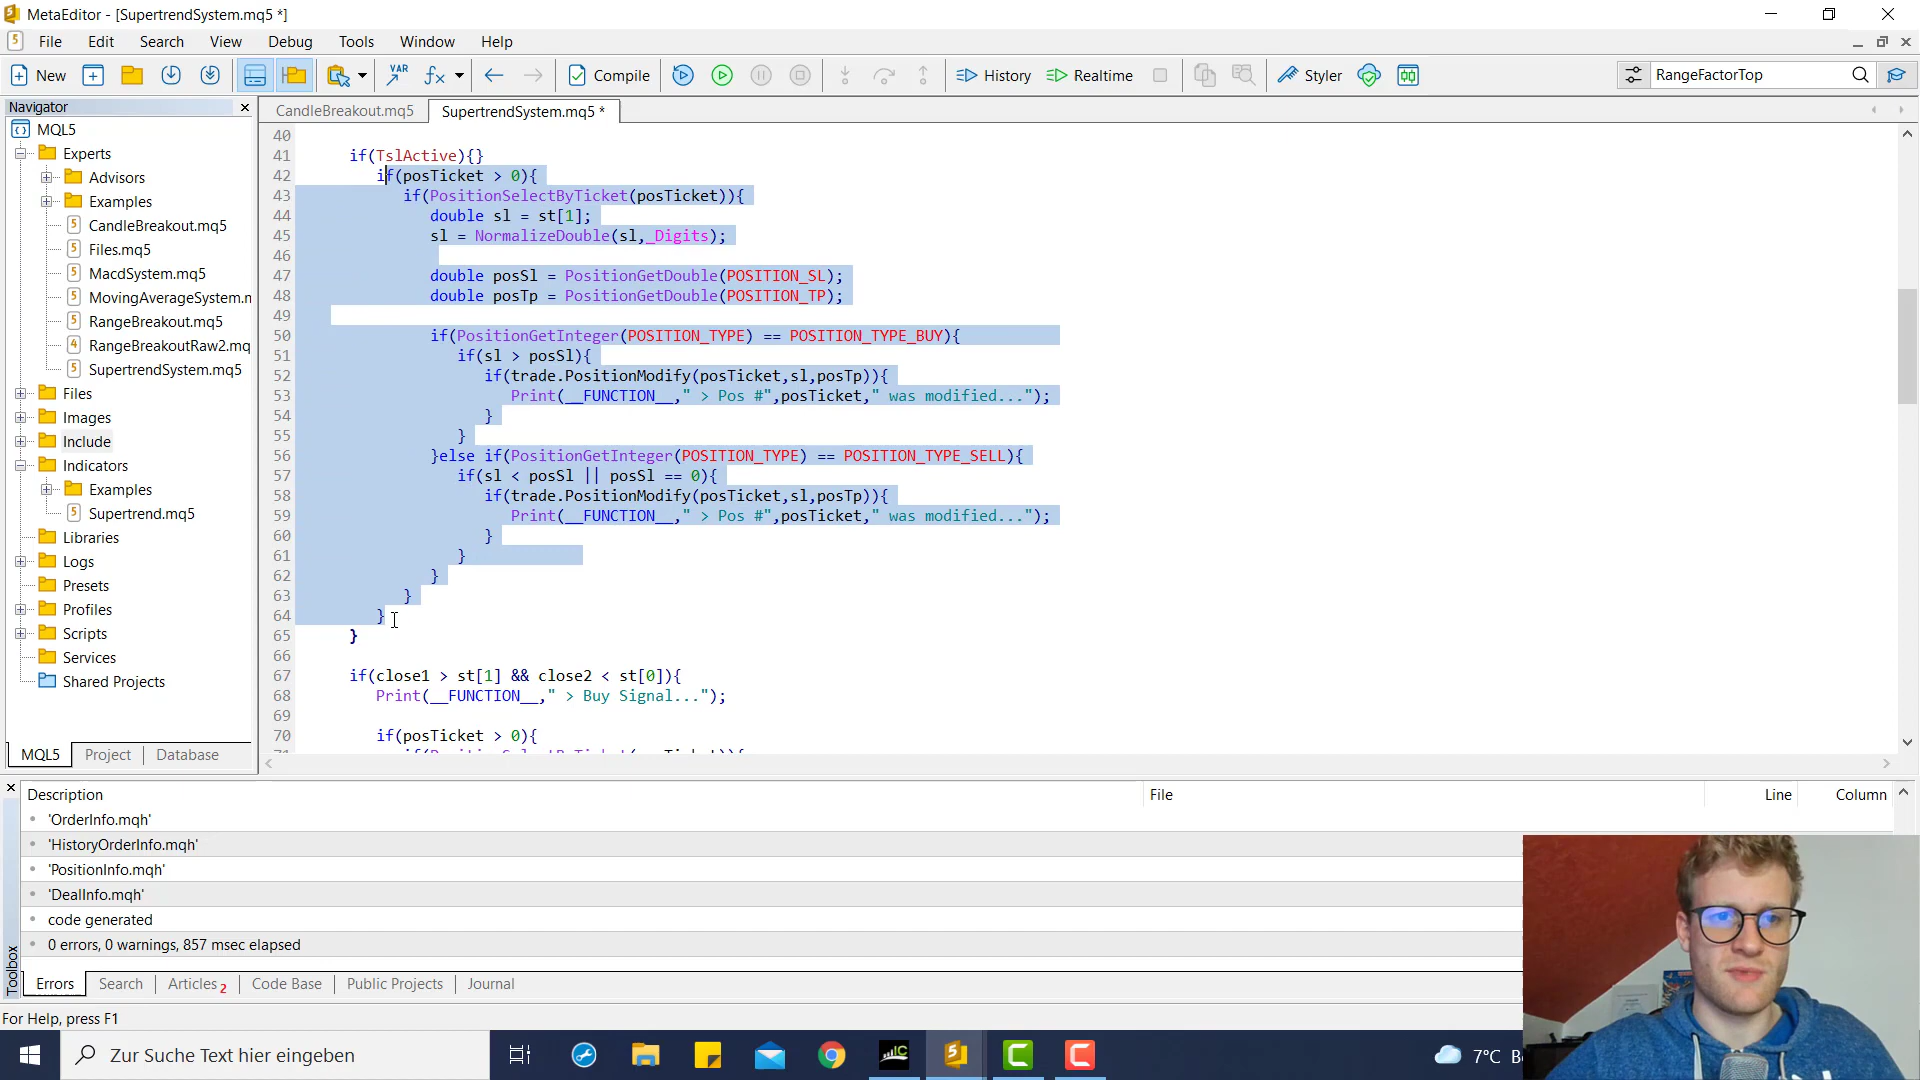 MetaEditor - [SupertrendSystem.mq5 *]
File Edit Search View Debug Tools Window Help
New VAR Compile History Realtime Styler RangeFactorTop
Navigator
CandleBreakout.mq5 SupertrendSystem.mq5 *
MQL5
Experts
Advisors
Examples
CandleBreakout.mq5
Files.mq5
MacdSystem.mq5
MovingAverageSystem.m
RangeBreakout.mq5
RangeBreakoutRaw2.mq
SupertrendSystem.mq5
Files
Images
Include
Indicators
Examples
Supertrend.mq5
Libraries
Logs
Presets
Profiles
Scripts
Services
Shared Projects
MQL5 Project Database
40
41 if(TslActive){}
42 if(posTicket > 0){
43 if(PositionSelectByTicket(posTicket)){
44 double sl = st[1];
45 sl = NormalizeDouble(sl,_Digits);
46
47 double posSl = PositionGetDouble(POSITION_SL);
48 double posTp = PositionGetDouble(POSITION_TP);
49
50 if(PositionGetInteger(POSITION_TYPE) == POSITION_TYPE_BUY){
51 if(sl > posSl){
52 if(trade.PositionModify(posTicket,sl,posTp)){
53 Print(__FUNCTION__," > Pos #",posTicket," was modified...");
54 }
55 }
56 }else if(PositionGetInteger(POSITION_TYPE) == POSITION_TYPE_SELL){
57 if(sl < posSl || posSl == 0){
58 if(trade.PositionModify(posTicket,sl,posTp)){
59 Print(__FUNCTION__," > Pos #",posTicket," was modified...");
60 }
61 }
62 }
63 }
64 }
65 }
66
67 if(close1 > st[1] && close2 < st[0]){
68 Print(__FUNCTION__," > Buy Signal...");
69
70 if(posTicket > 0){
71 if(PositionSelectByTicket(posTicket)){
Description File Line Column
'OrderInfo.mqh'
'HistoryOrderInfo.mqh'
'PositionInfo.mqh'
'DealInfo.mqh'
code generated
0 errors, 0 warnings, 857 msec elapsed
Toolbox
Errors Search Articles 2 Code Base Public Projects Journal
For Help, press F1
Zur Suche Text hier eingeben
7°C